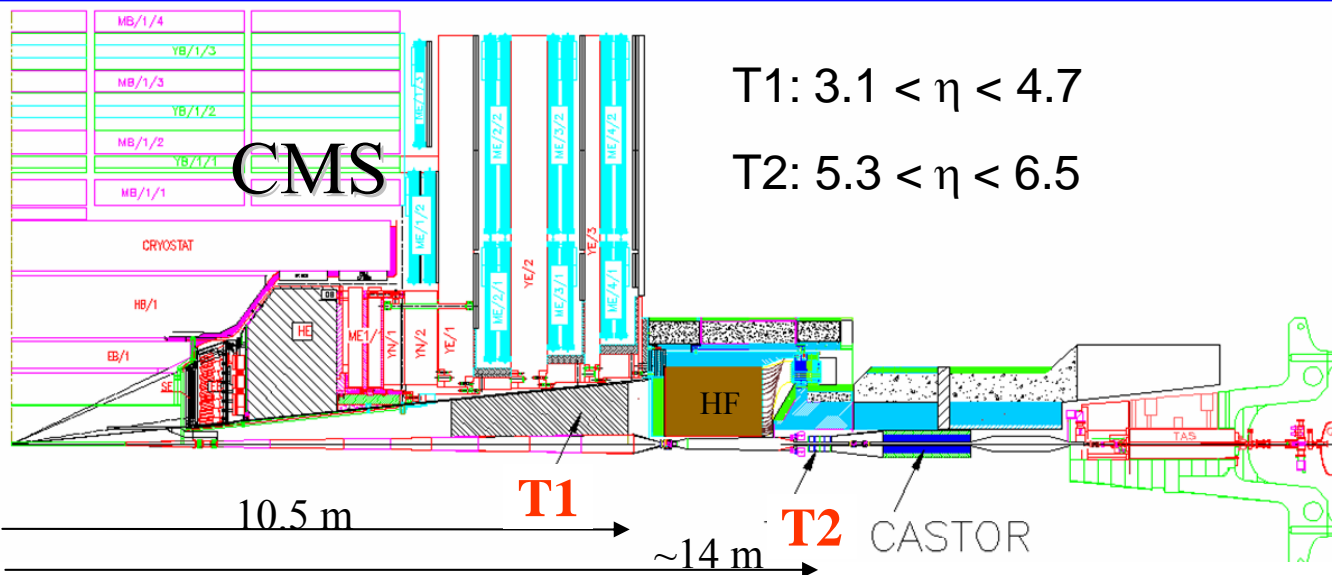 MB/1/4
YB/1/3
MB/1/3
YB/1/2
MB/1/2
YB/1/1
MB/1/1
CMS
CRYOSTAT
HB/1
EB/1
SE
HE
ME1/1
YN/1
YN/2
YE/1
ME/1/3
ME/1/2
ME/2/2
ME/2/1
YE/2
ME/3/2
ME/3/1
YE/3
ME/4/2
ME/4/1
T1: 3.1 < η < 4.7
T2: 5.3 < η < 6.5
HF
TAS
T1
T2
CASTOR
10.5 m
~14 m